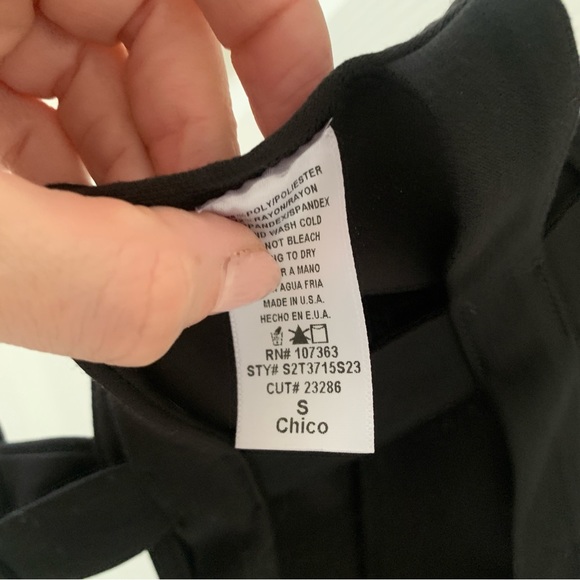 POLY/POLIESTER
RAYON/RAYON
SPANDEX/SPANDEX
WASH COLD
NOT BLEACH
TO DRY
A MANO
AGUA FRIA
MADE IN U.S.A.
HECHO EN E.U.A.
RN# 107363
STY# S2T3715S23
CUT# 23286
S
Chico